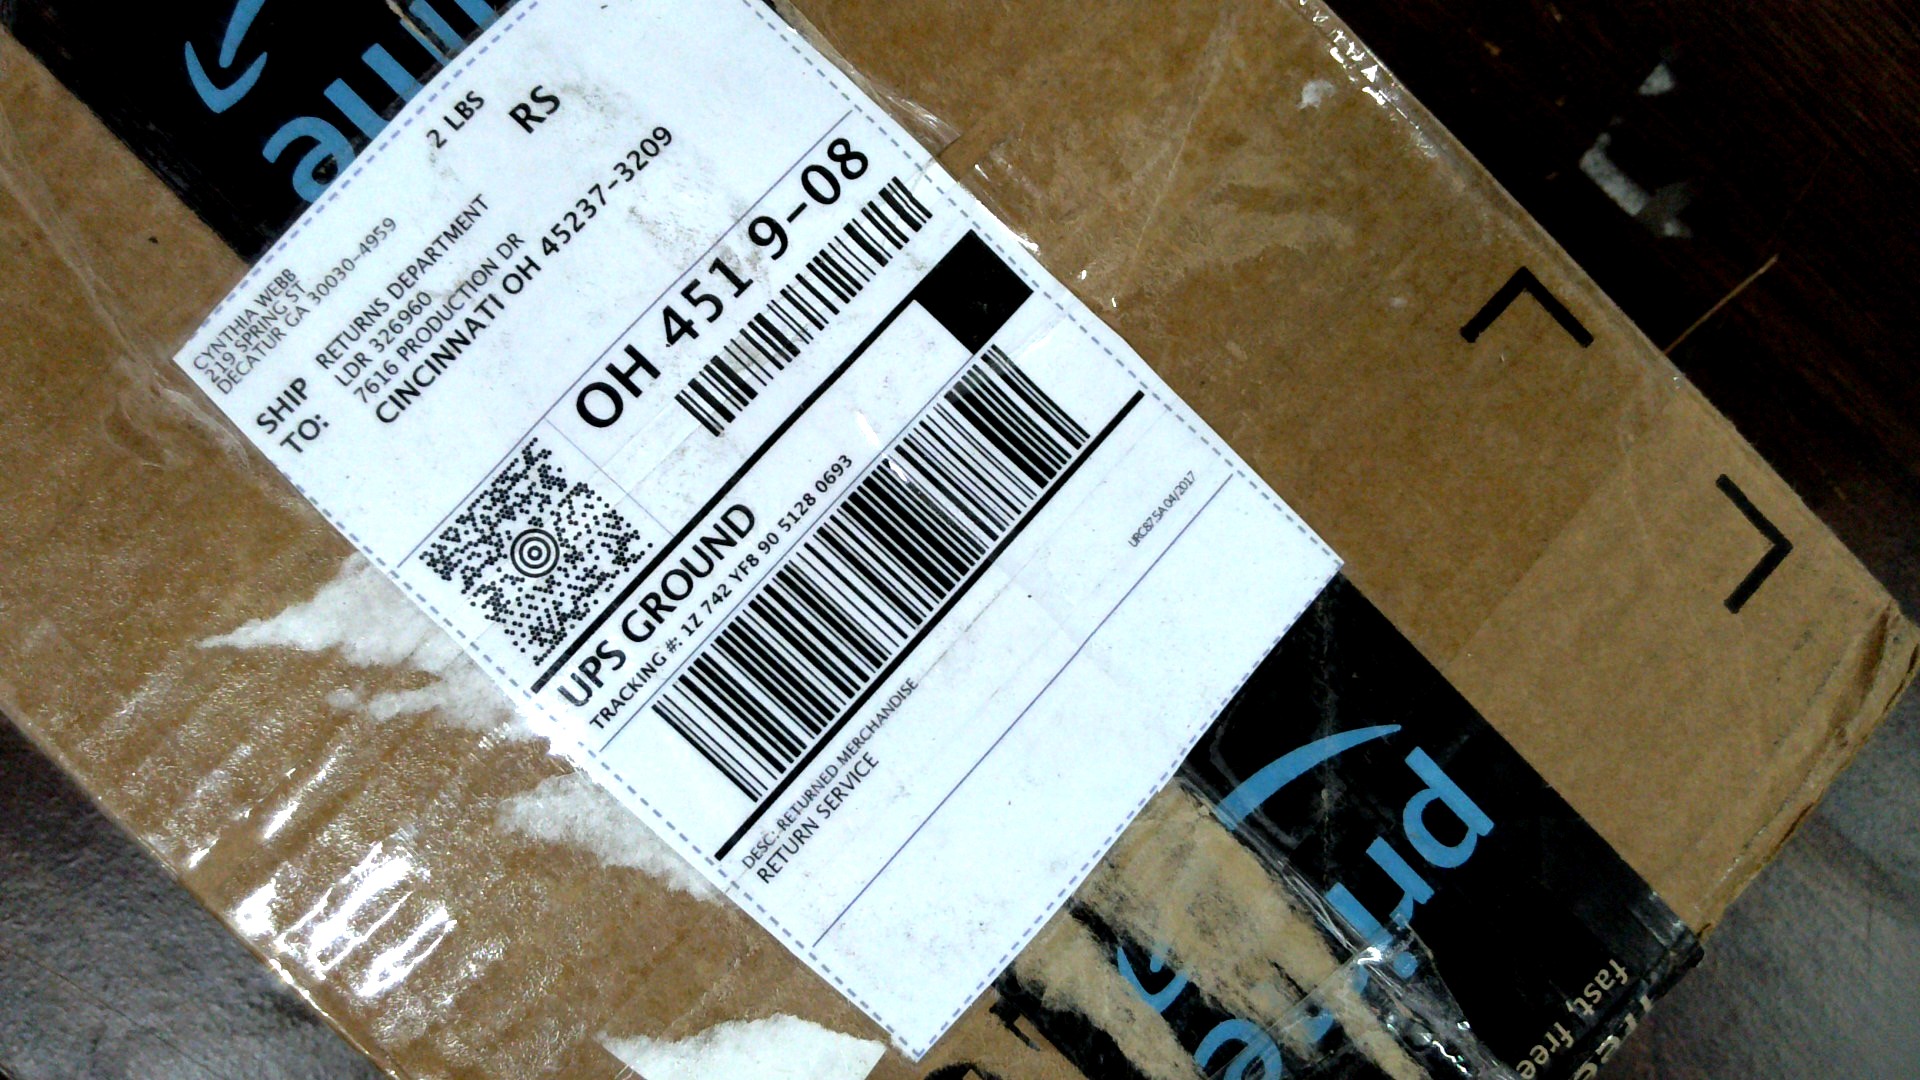 2 LBS
RS
CYNTHIA WEBB
219 SPRING ST
DECATUR GA 30030-4959
SHIP
TO:
RETURNS DEPARTMENT
LDR 326960
7616 PRODUCTION DR
CINCINNATI OH 45237-3209
OH 451 9-08
UPS GROUND
TRACKING #: 1Z 742 YF8 90 5128 0693
DESC: RETURNED MERCHANDISE
RETURN SERVICE
URC87.5A 04/2017
prime
fast, free